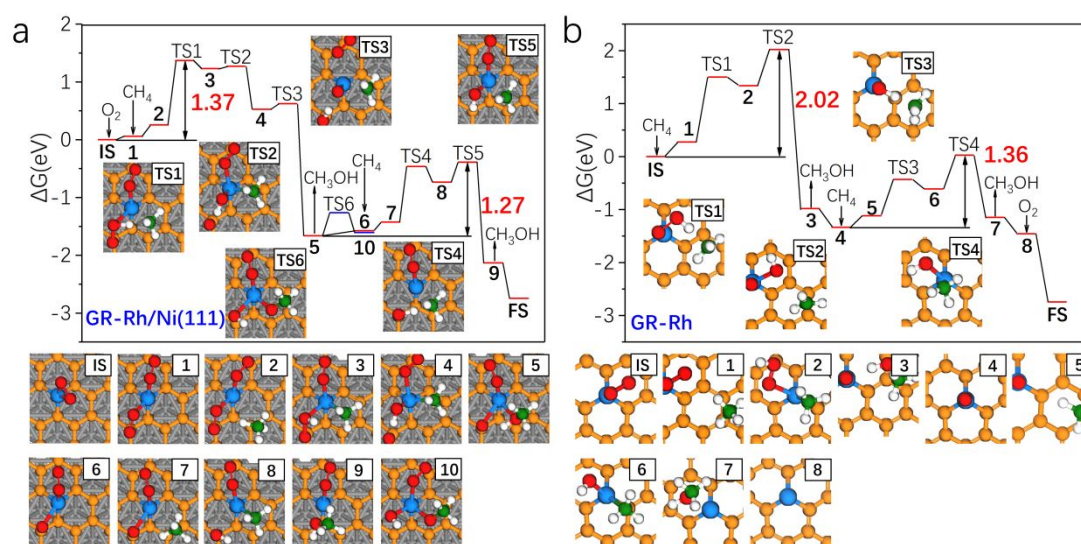 a
ΔG(eV)
2
1
0
-1
-2
-3
O₂
IS
1
CH₄
2
TS1
3
TS2
1.37
4
TS3
CH₃OH
5
TS6
CH₄
6
10
7
TS4
8
TS5
1.27
CH₃OH
9
FS
TS1
TS2
TS3
TS4
TS5
TS6
GR-Rh/Ni(111)
IS
1
2
3
4
5
6
7
8
9
10
b
ΔG(eV)
2
1
0
-1
-2
-3
CH₄
IS
1
TS1
2
TS2
2.02
CH₃OH
3
CH₄
4
5
TS3
6
TS4
1.36
CH₃OH
7
O₂
8
FS
TS1
TS2
TS3
TS4
GR-Rh
IS
1
2
3
4
5
6
7
8